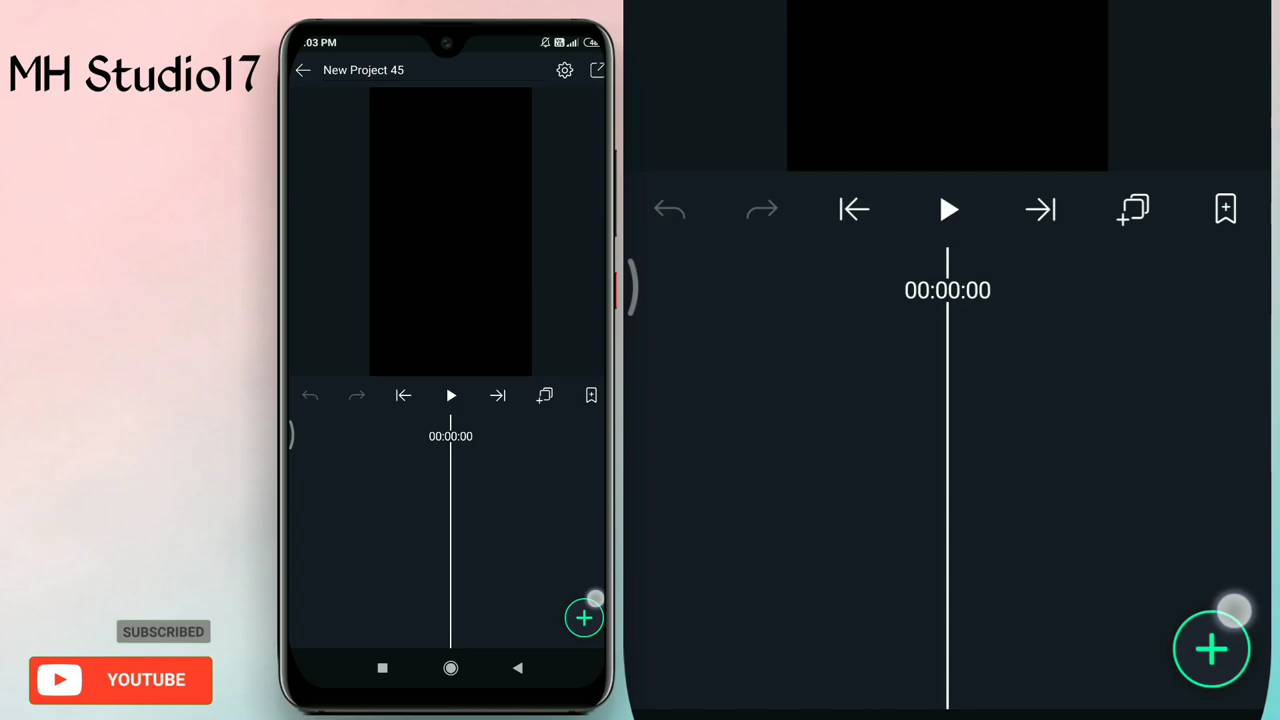 MH Studio17
:03 PM
New Project 45
00:00:00
00:00:00
SUBSCRIBED
YOUTUBE